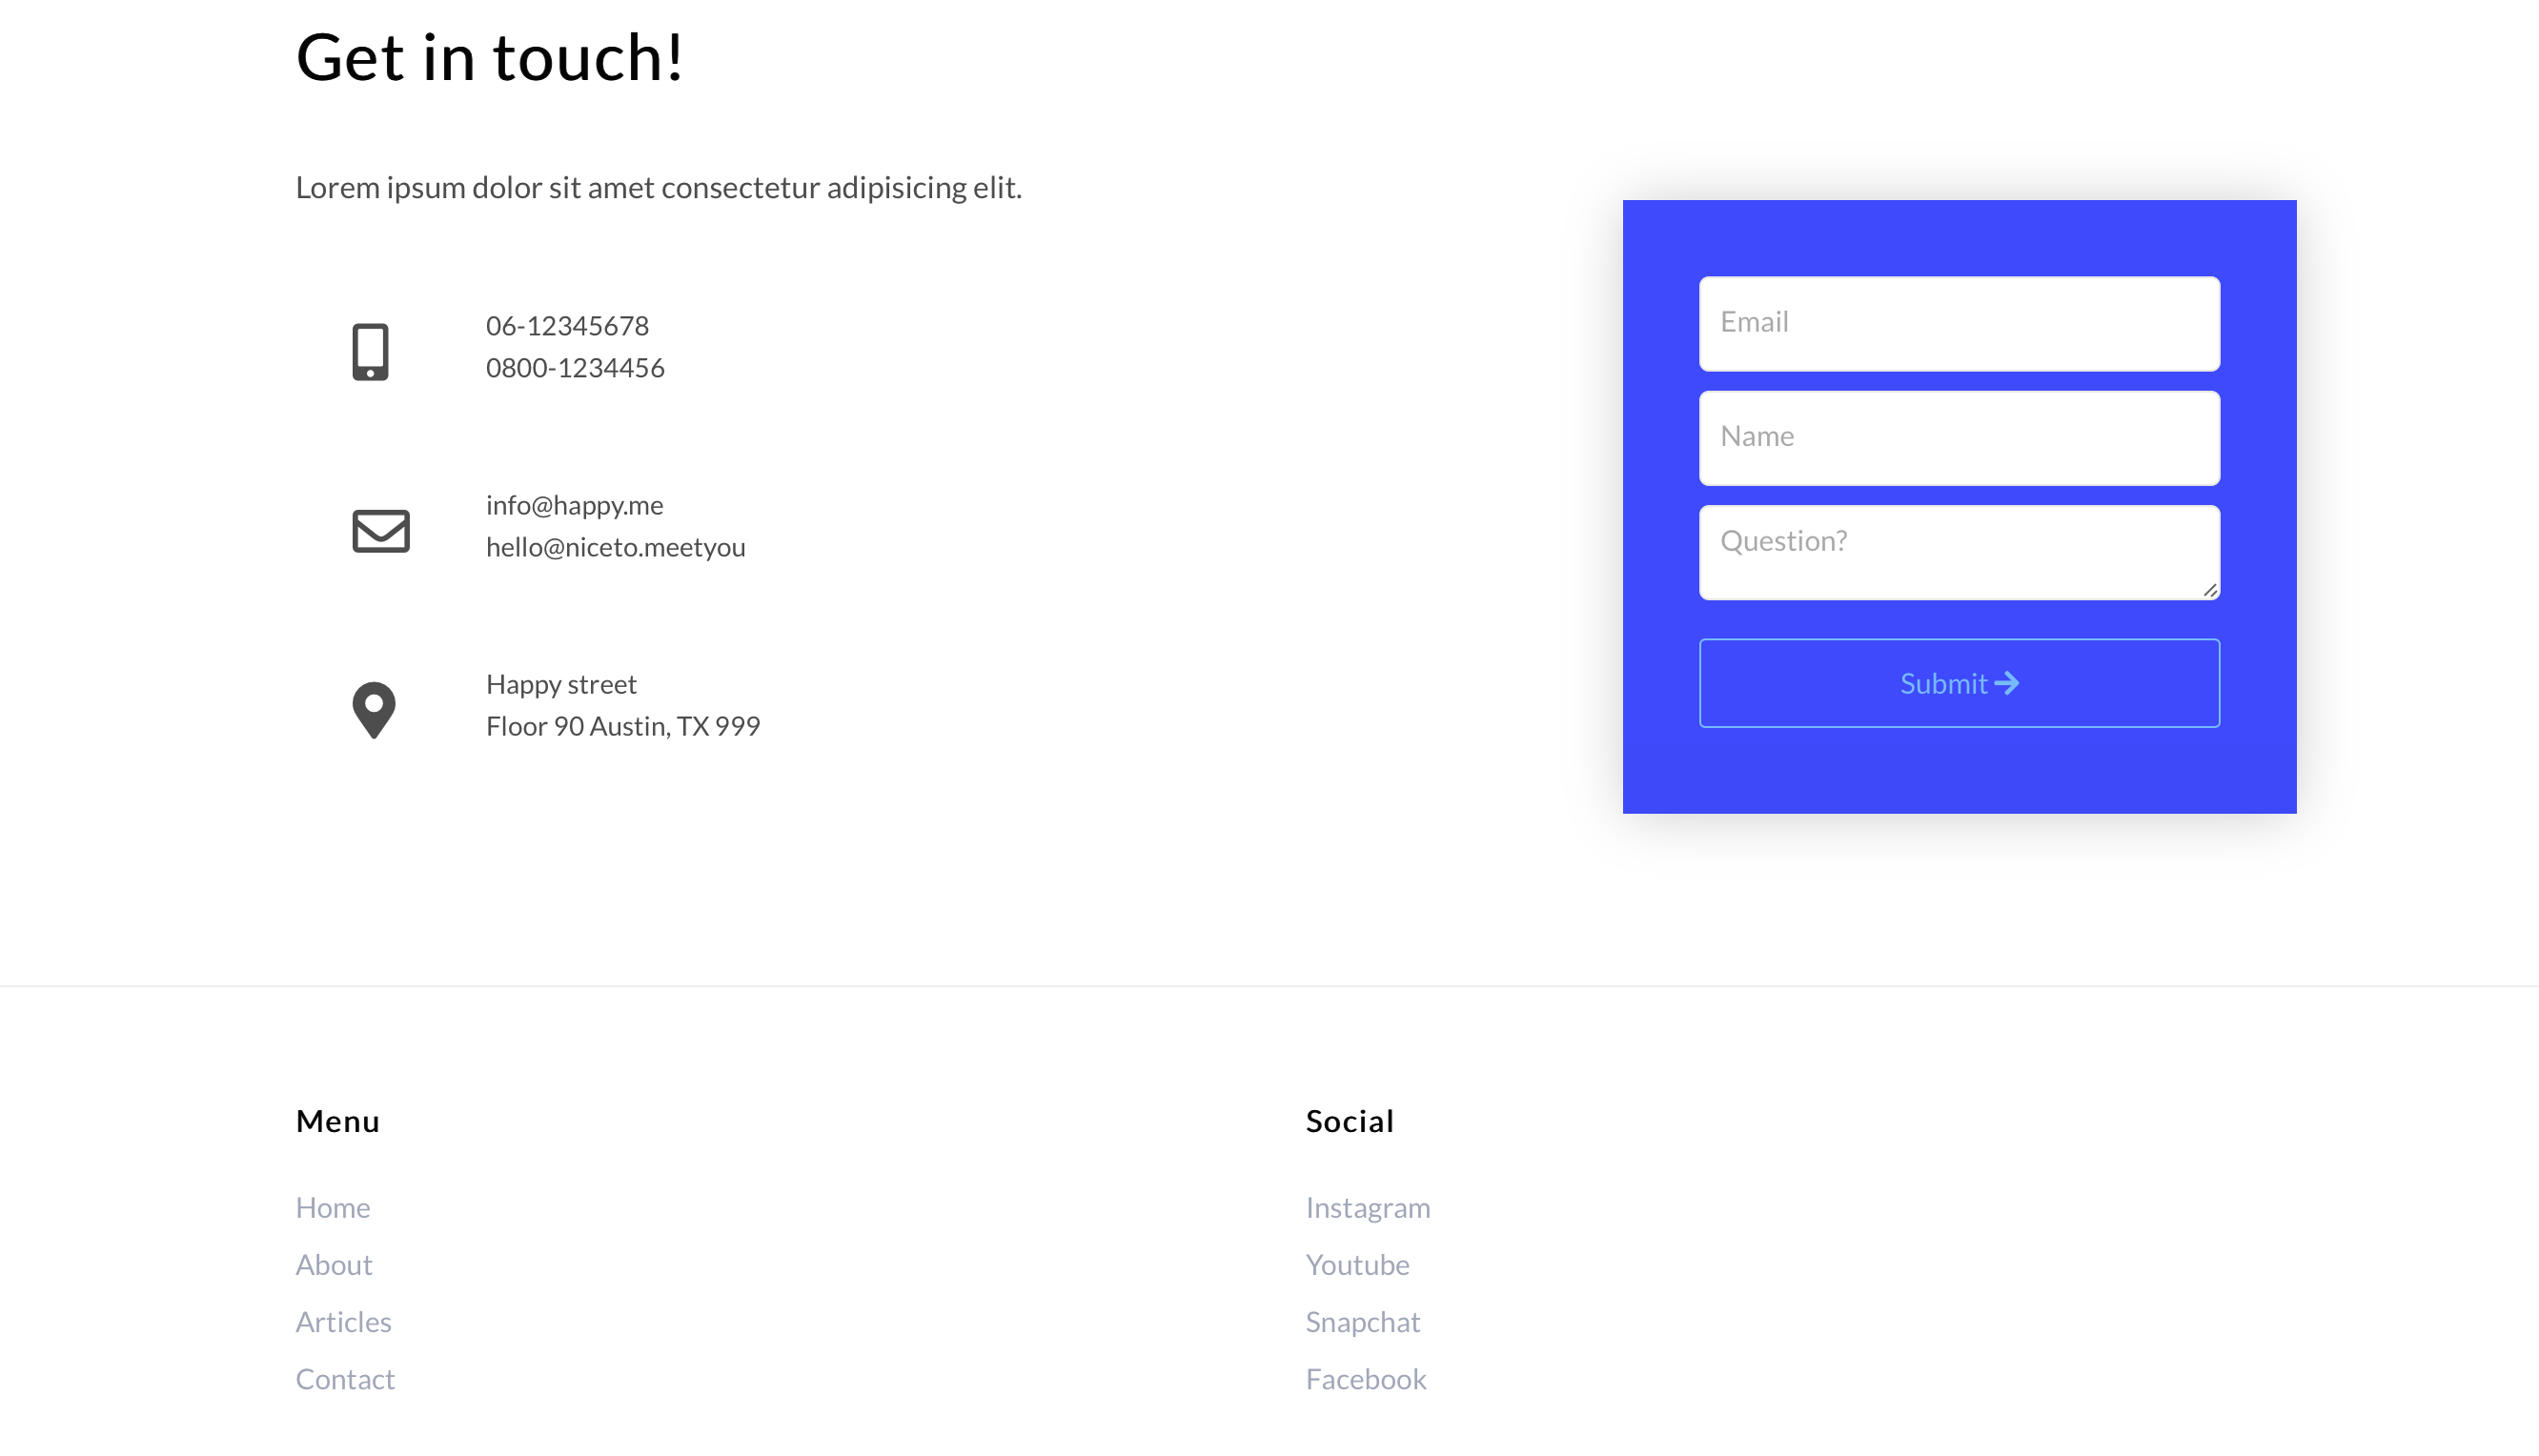 Get in touch!
Lorem ipsum dolor sit amet consectetur adipisicing elit.
06-12345678
0800-1234456
info@happy.me
hello@niceto.meetyou
Happy street
Floor 90 Austin, TX 999
Email
Name
Question?
Submit
Menu
Home
About
Articles
Contact
Social
Instagram
Youtube
Snapchat
Facebook